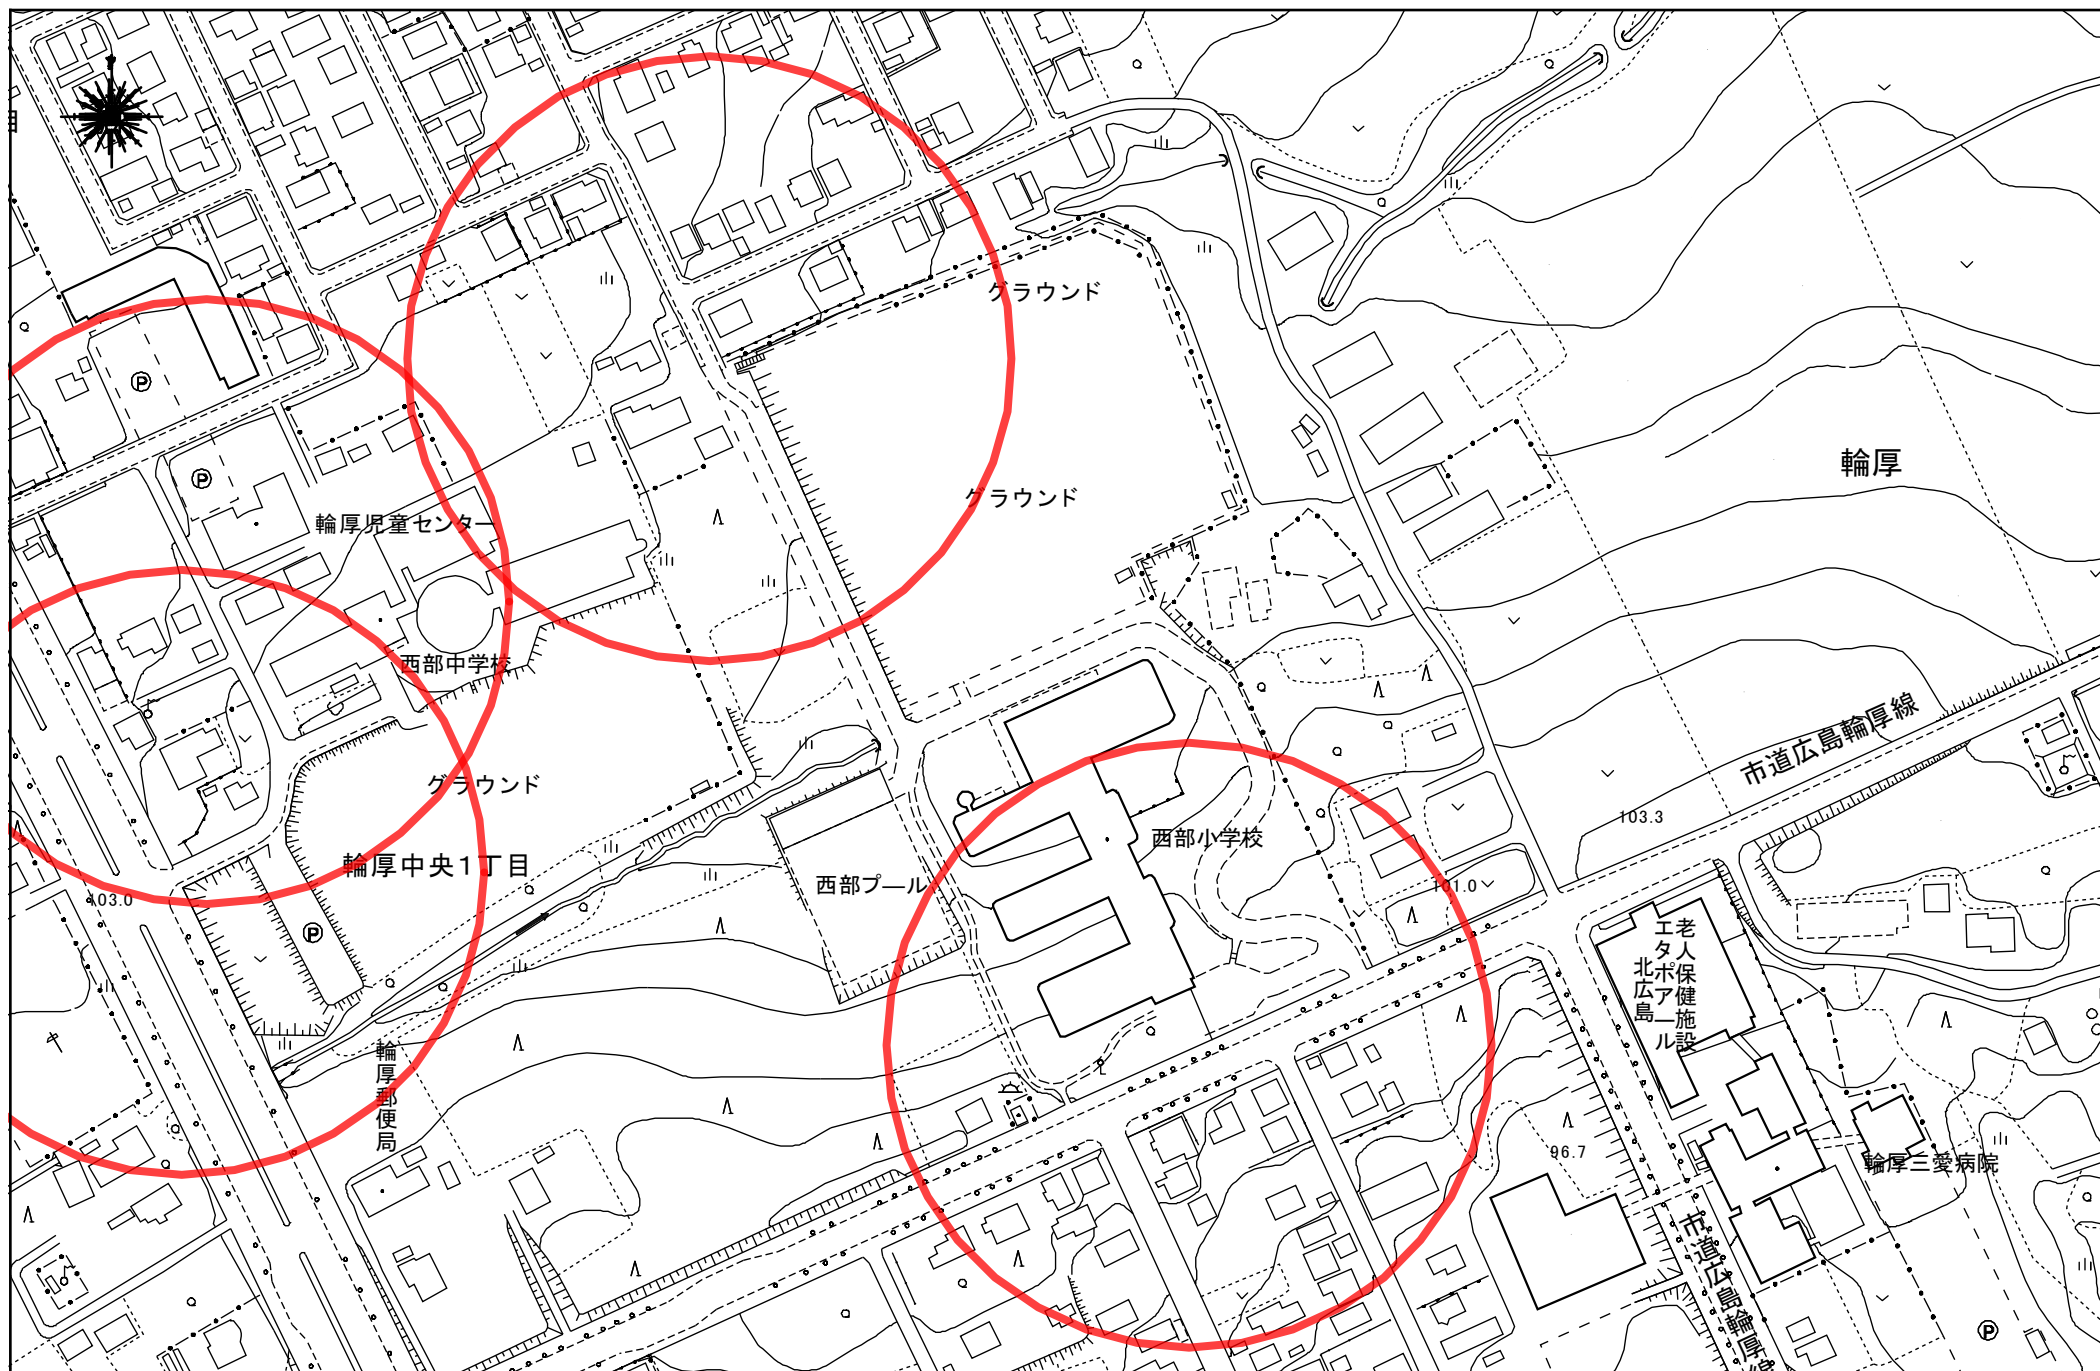 目
グラウンド
輪厚
P
グラウンド
P
輪厚児童センター
西部中学校
市道広島輪厚線
グラウンド
103.3
西部小学校
輪厚中央1丁目
西部プール
101.0
103.0
P
老人保健施設
エタポアール
北広島
輪厚郵便局
96.7
輪厚三愛病院
市道広島輪厚線
P